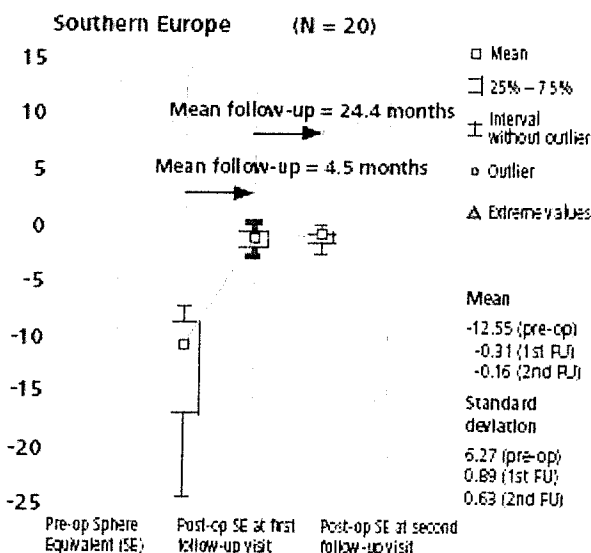 Southern Europe (N = 20)
15
10
5
0
-5
-10
-15
-20
-25
Mean follow-up = 24.4 months
Mean follow-up = 4.5 months
Pre-op Sphere
Equivalent (SE)
Post-op SE at first
follow-up visit
Post-op SE at second
follow-up visit
Mean
25% – 75%
Interval
without outlier
Outlier
Extreme values
Mean
-12.55 (pre-op)
-0.31 (1st FU)
-0.16 (2nd FU)
Standard
deviation
6.27 (pre-op)
0.89 (1st FU)
0.63 (2nd FU)